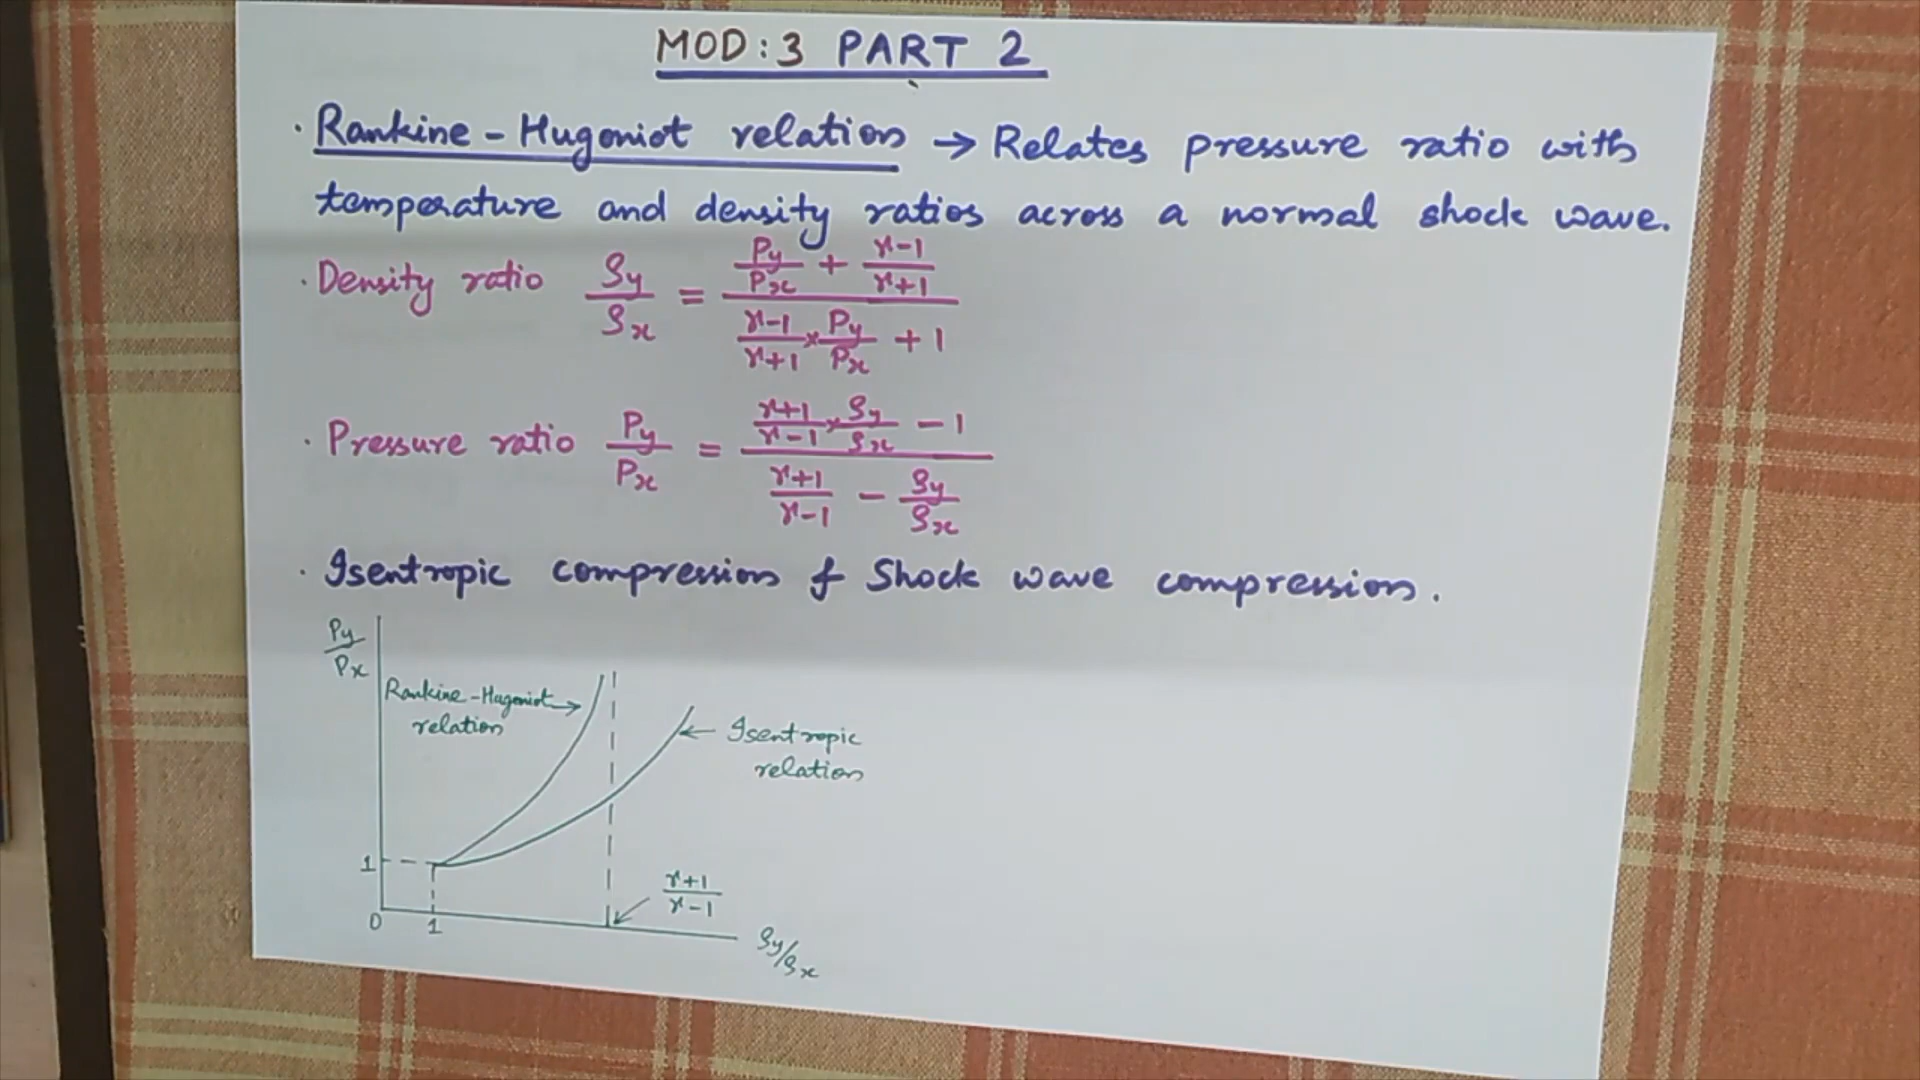 MOD: 3 PART 2
· Rankine - Hugoniot relation → Relates pressure ratio with
temperature and density ratios across a normal shock wave.
· Density ratio ρy/ρx = (Py/Px + (γ-1)/(γ+1)) / ((γ-1)/(γ+1) × Py/Px + 1)
· Pressure ratio Py/Px = ((γ+1)/(γ-1) × ρy/ρx - 1) / ((γ+1)/(γ-1) - ρy/ρx)
· Isentropic compression & Shock wave compression.
Py/Px
Rankine-Hugoniot →
relation
← Isentropic
relation
1
(γ+1)/(γ-1)
0
1
ρy/ρx